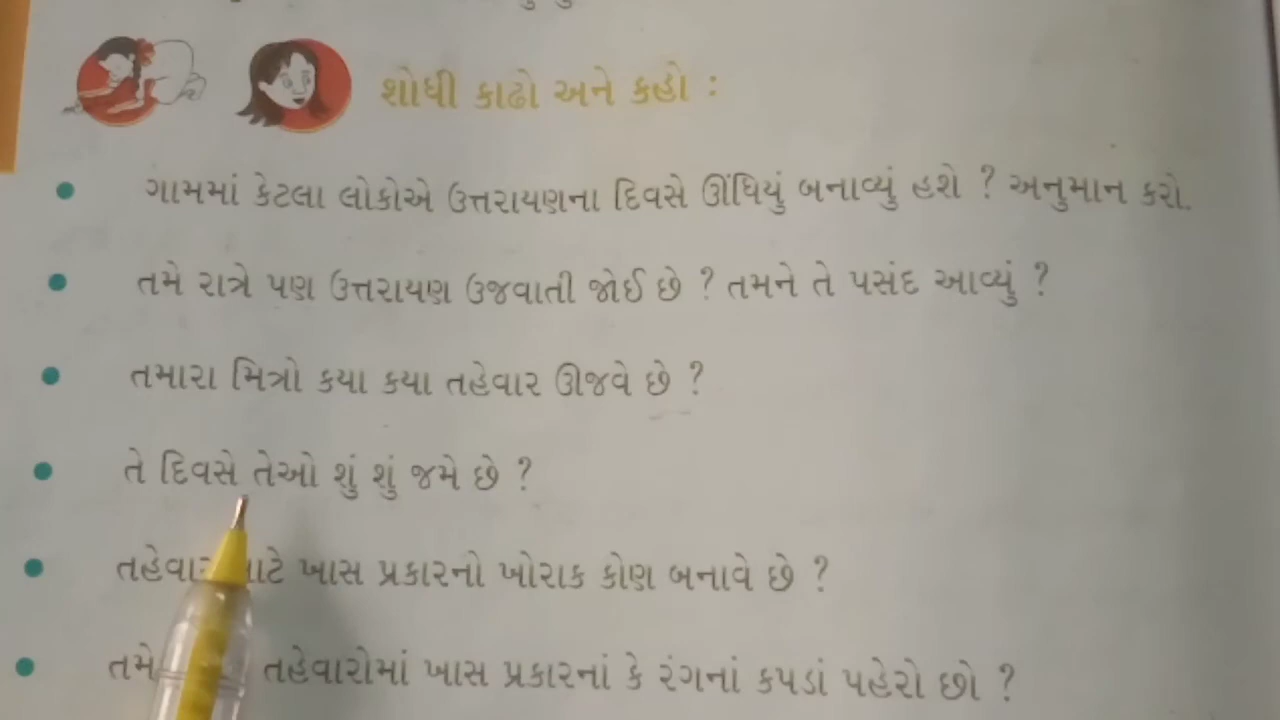 શોધી કાઢો અને કહો :
ગામમાં કેટલા લોકોએ ઉત્તરાયણના દિવસે ઊંધિયું બનાવ્યું હશે ? અનુમાન કરો.
તમે રાત્રે પણ ઉત્તરાયણ ઉજવાતી જોઈ છે ? તમને તે પસંદ આવ્યું ?
તમારા મિત્રો કયા કયા તહેવાર ઊજવે છે ?
તે દિવસે તેઓ શું શું જમે છે ?
ખાસ પ્રકારનો ખોરાક કોણ બનાવે છે ?
તમે તહેવારોમાં ખાસ પ્રકારનાં કે રંગનાં કપડાં પહેરો છો ?